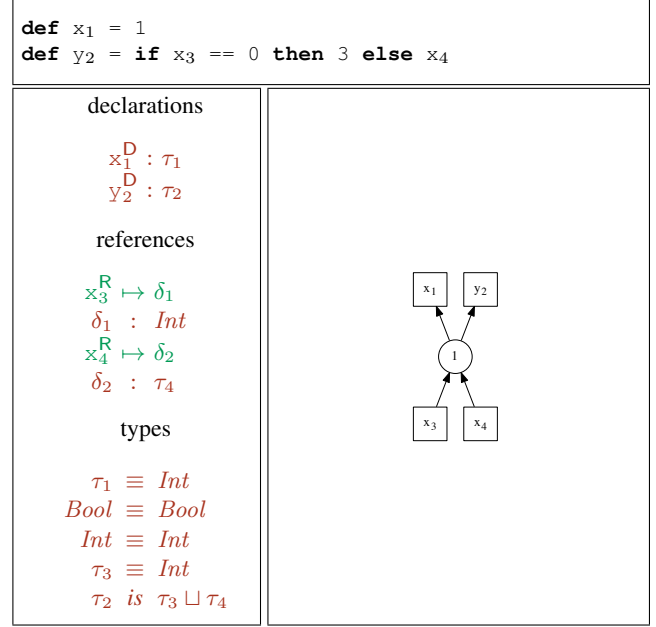 def x₁ = 1
def y₂ = if x₃ == 0 then 3 else x₄
declarations
x₁ᴰ : τ₁
y₂ᴰ : τ₂
references
x₃ᴿ ↦ δ₁
δ₁ : Int
x₄ᴿ ↦ δ₂
δ₂ : τ₄
types
τ₁ ≡ Int
Bool ≡ Bool
Int ≡ Int
τ₃ ≡ Int
τ₂ is τ₃ ⊔ τ₄
x₁ y₂
1
x₃ x₄